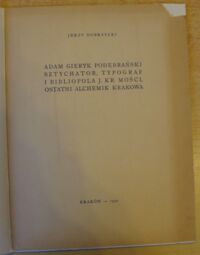 JERZY DOBRZYCKI
ADAM GIERYK PODEBRAŃSKI
SZTYCHATOR, TYPOGRAF
I BIBLIOPOLA J. KR. MOŚCI,
OSTATNI ALCHEMIK KRAKOWA
KRAKÓW —